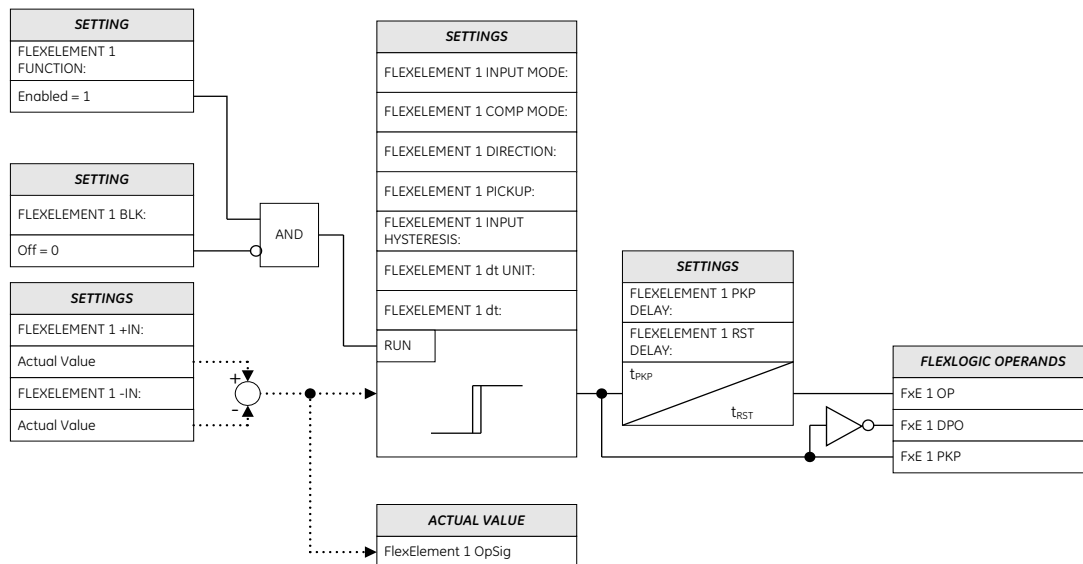 SETTING
FLEXELEMENT 1
FUNCTION:
Enabled = 1
SETTING
FLEXELEMENT 1 BLK:
Off = 0
SETTINGS
FLEXELEMENT 1 +IN:
Actual Value
FLEXELEMENT 1 -IN:
Actual Value
AND
+
-
SETTINGS
FLEXELEMENT 1 INPUT MODE:
FLEXELEMENT 1 COMP MODE:
FLEXELEMENT 1 DIRECTION:
FLEXELEMENT 1 PICKUP:
FLEXELEMENT 1 INPUT
HYSTERESIS:
FLEXELEMENT 1 dt UNIT:
FLEXELEMENT 1 dt:
RUN
ACTUAL VALUE
FlexElement 1 OpSig
SETTINGS
FLEXELEMENT 1 PKP
DELAY:
FLEXELEMENT 1 RST
DELAY:
tPKP
tRST
FLEXLOGIC OPERANDS
FxE 1 OP
FxE 1 DPO
FxE 1 PKP